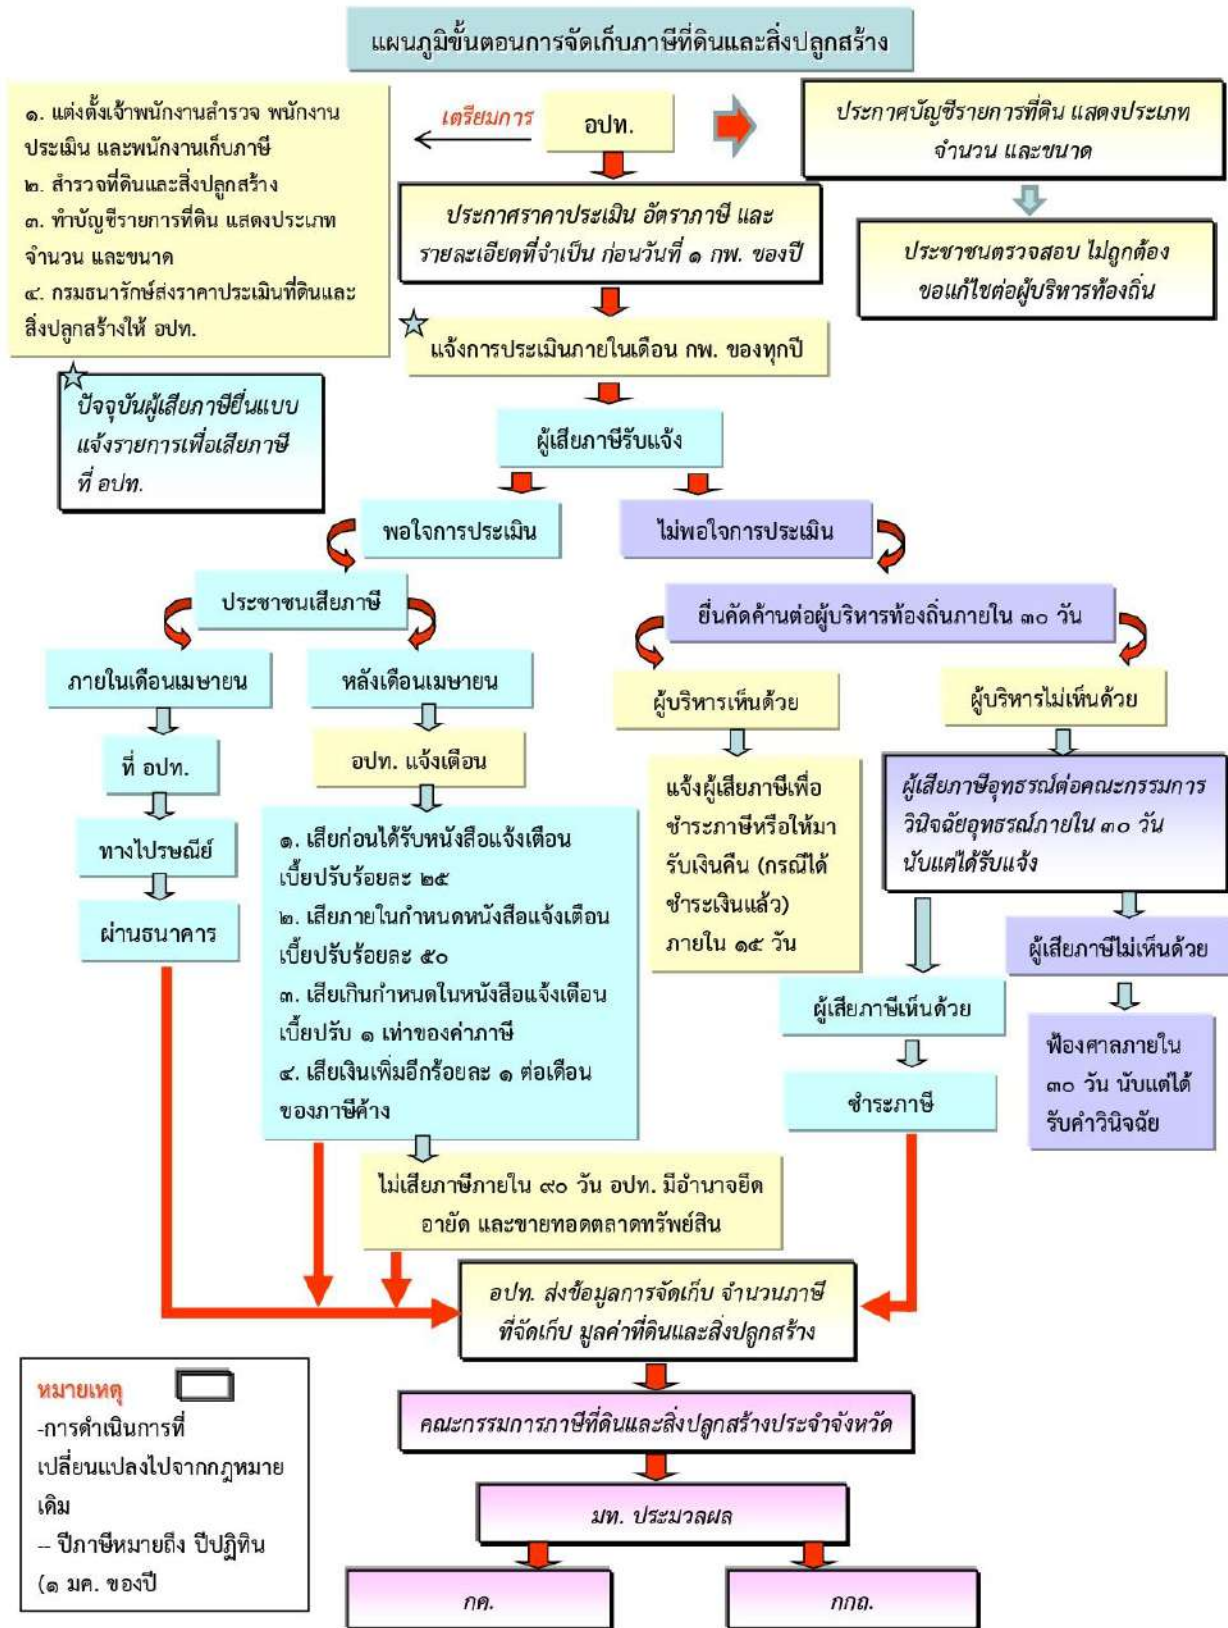 แผนภูมิขั้นตอนการจัดเก็บภาษีที่ดินและสิ่งปลูกสร้าง
๑. แต่งตั้งเจ้าพนักงานสำรวจ พนักงาน
ประเมิน และพนักงานเก็บภาษี
๒. สำรวจที่ดินและสิ่งปลูกสร้าง
๓. ทำบัญชีรายการที่ดิน แสดงประเภท
จำนวน และขนาด
๔. กรมธนารักษ์ส่งราคาประเมินที่ดินและ
สิ่งปลูกสร้างให้ อปท.
เตรียมการ
อปท.
ประกาศบัญชีรายการที่ดิน แสดงประเภท
จำนวน และขนาด
ประกาศราคาประเมิน อัตราภาษี และ
รายละเอียดที่จำเป็น ก่อนวันที่ ๑ กพ. ของปี
ประชาชนตรวจสอบ ไม่ถูกต้อง
ขอแก้ไขต่อผู้บริหารท้องถิ่น
แจ้งการประเมินภายในเดือน กพ. ของทุกปี
ปัจจุบันผู้เสียภาษียื่นแบบ
แจ้งรายการเพื่อเสียภาษี
ที่ อปท.
ผู้เสียภาษีรับแจ้ง
พอใจการประเมิน
ไม่พอใจการประเมิน
ประชาชนเสียภาษี
ยื่นคัดค้านต่อผู้บริหารท้องถิ่นภายใน ๓๐ วัน
ภายในเดือนเมษายน
หลังเดือนเมษายน
ผู้บริหารเห็นด้วย
ผู้บริหารไม่เห็นด้วย
ที่ อปท.
ทางไปรษณีย์
ผ่านธนาคาร
อปท. แจ้งเตือน
๑. เสียก่อนได้รับหนังสือแจ้งเตือน
เบี้ยปรับร้อยละ ๒๕
๒. เสียภายในกำหนดหนังสือแจ้งเตือน
เบี้ยปรับร้อยละ ๕๐
๓. เสียเกินกำหนดในหนังสือแจ้งเตือน
เบี้ยปรับ ๑ เท่าของค่าภาษี
๔. เสียเงินเพิ่มอีกร้อยละ ๑ ต่อเดือน
ของภาษีค้าง
แจ้งผู้เสียภาษีเพื่อ
ชำระภาษีหรือให้มา
รับเงินคืน (กรณีได้
ชำระเงินแล้ว)
ภายใน ๑๕ วัน
ผู้เสียภาษีอุทธรณ์ต่อคณะกรรมการ
วินิจฉัยอุทธรณ์ภายใน ๓๐ วัน
นับแต่ได้รับแจ้ง
ผู้เสียภาษีไม่เห็นด้วย
ผู้เสียภาษีเห็นด้วย
ฟ้องศาลภายใน
๓๐ วัน นับแต่ได้
รับคำวินิจฉัย
ชำระภาษี
ไม่เสียภาษีภายใน ๙๐ วัน อปท. มีอำนาจยึด
อายัด และขายทอดตลาดทรัพย์สิน
อปท. ส่งข้อมูลการจัดเก็บ จำนวนภาษี
ที่จัดเก็บ มูลค่าที่ดินและสิ่งปลูกสร้าง
คณะกรรมการภาษีที่ดินและสิ่งปลูกสร้างประจำจังหวัด
มท. ประมวลผล
กค.
กกถ.
หมายเหตุ
-การดำเนินการที่
เปลี่ยนแปลงไปจากกฎหมาย
เดิม
-- ปีภาษีหมายถึง ปีปฏิทิน
(๑ มค. ของปี